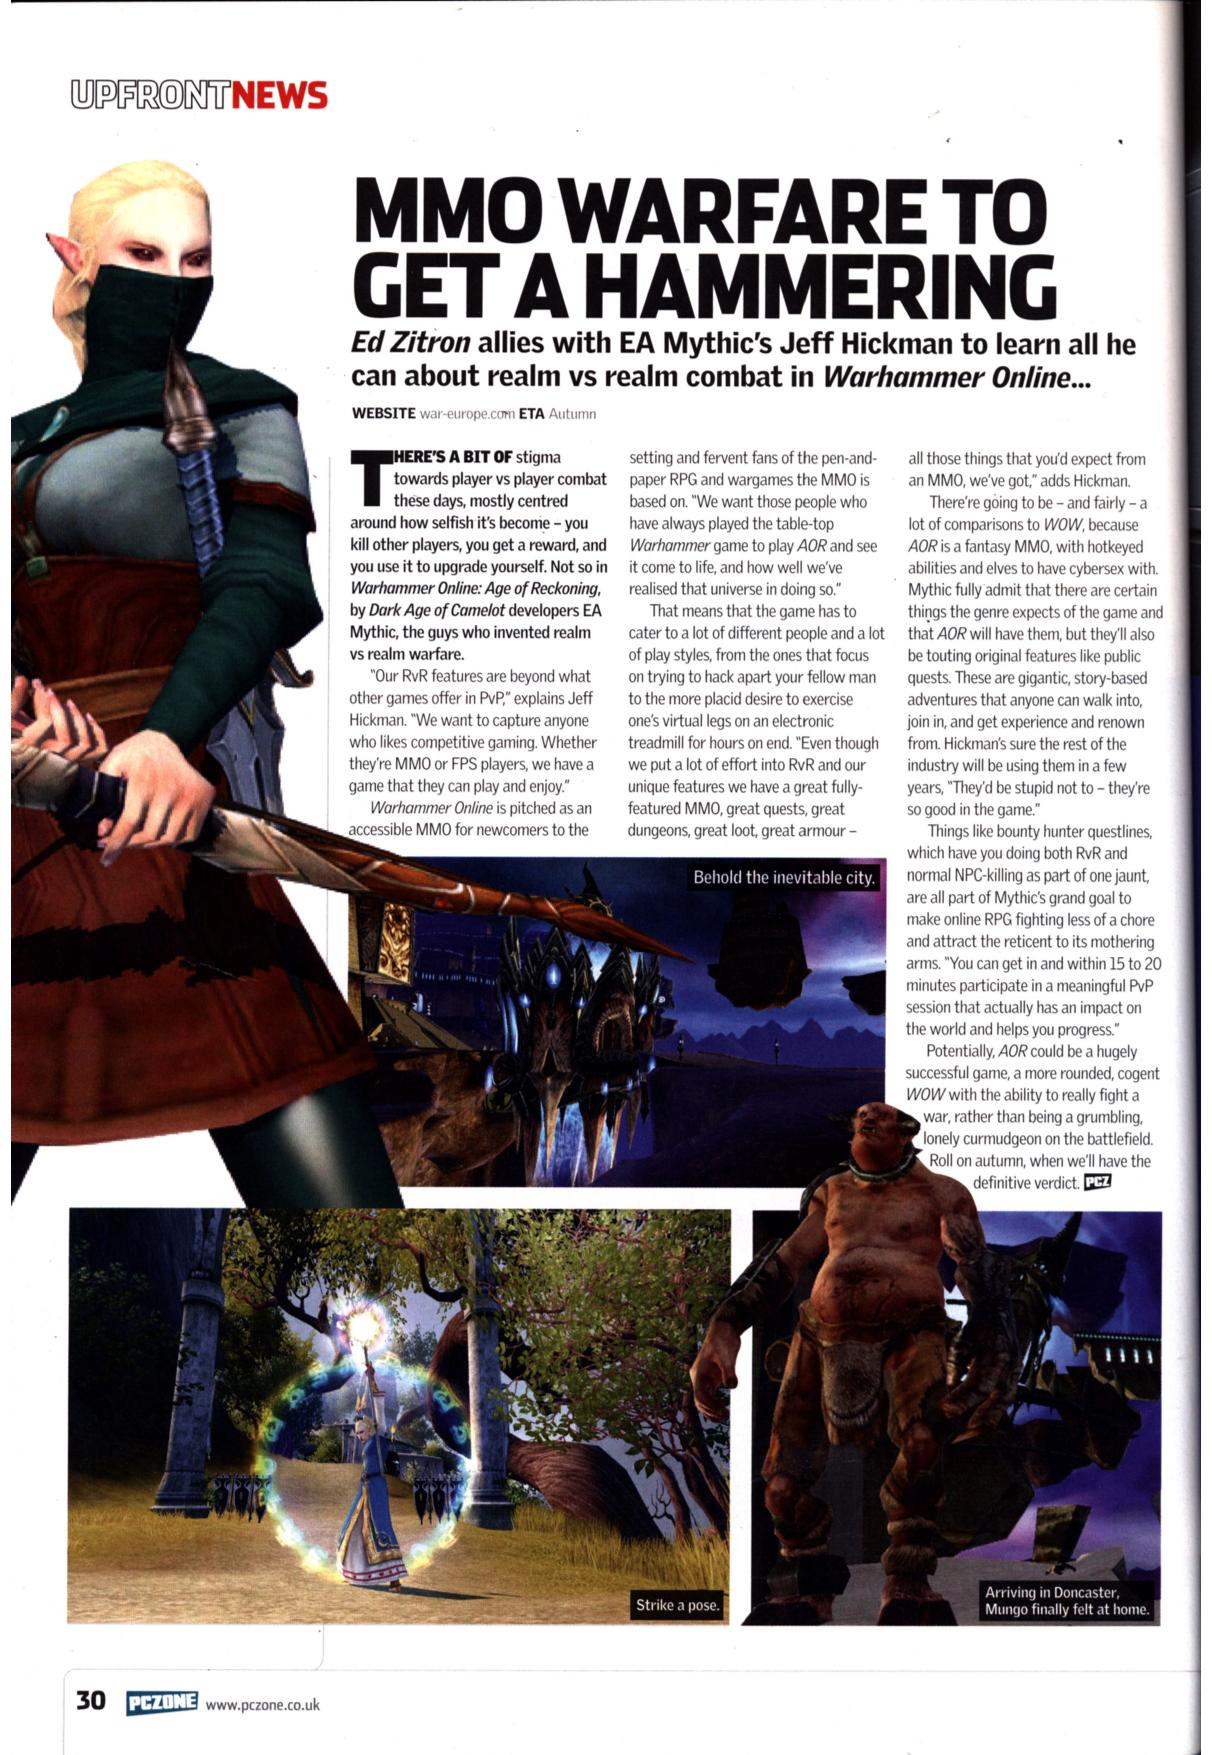 UPFRONTNEWS
MMO WARFARE TO
GET A HAMMERING
Ed Zitron allies with EA Mythic's Jeff Hickman to learn all he
can about realm vs realm combat in Warhammer Online...
WEBSITE war-europe.com ETA Autumn
THERE'S A BIT OF stigma
towards player vs player combat
these days, mostly centred
around how selfish it's become – you
kill other players, you get a reward, and
you use it to upgrade yourself. Not so in
Warhammer Online: Age of Reckoning,
by Dark Age of Camelot developers EA
Mythic, the guys who invented realm
vs realm warfare.
"Our RvR features are beyond what
other games offer in PvP," explains Jeff
Hickman. "We want to capture anyone
who likes competitive gaming. Whether
they're MMO or FPS players, we have a
game that they can play and enjoy."
Warhammer Online is pitched as an
accessible MMO for newcomers to the
setting and fervent fans of the pen-and-
paper RPG and wargames the MMO is
based on. "We want those people who
have always played the table-top
Warhammer game to play AOR and see
it come to life, and how well we've
realised that universe in doing so."
That means that the game has to
cater to a lot of different people and a lot
of play styles, from the ones that focus
on trying to hack apart your fellow man
to the more placid desire to exercise
one's virtual legs on an electronic
treadmill for hours on end. "Even though
we put a lot of effort into RvR and our
unique features we have a great fully-
featured MMO, great quests, great
dungeons, great loot, great armour –
all those things that you'd expect from
an MMO, we've got," adds Hickman.
There're going to be – and fairly – a
lot of comparisons to WOW, because
AOR is a fantasy MMO, with hotkeyed
abilities and elves to have cybersex with.
Mythic fully admit that there are certain
things the genre expects of the game and
that AOR will have them, but they'll also
be touting original features like public
quests. These are gigantic, story-based
adventures that anyone can walk into,
join in, and get experience and renown
from. Hickman's sure the rest of the
industry will be using them in a few
years, "They'd be stupid not to – they're
so good in the game."
Things like bounty hunter questlines,
which have you doing both RvR and
normal NPC-killing as part of one jaunt,
are all part of Mythic's grand goal to
make online RPG fighting less of a chore
and attract the reticent to its mothering
arms. "You can get in and within 15 to 20
minutes participate in a meaningful PvP
session that actually has an impact on
the world and helps you progress."
Potentially, AOR could be a hugely
successful game, a more rounded, cogent
WOW with the ability to really fight a
war, rather than being a grumbling,
lonely curmudgeon on the battlefield.
Roll on autumn, when we'll have the
definitive verdict. PCZ
Behold the inevitable city.
Strike a pose.
Arriving in Doncaster,
Mungo finally felt at home.
30 PCZONE www.pczone.co.uk